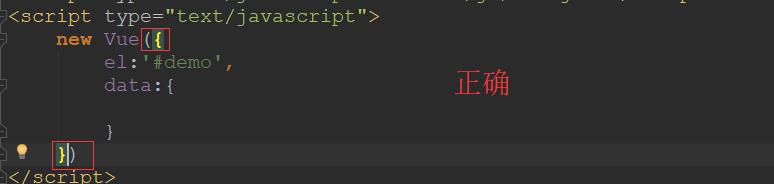 <script type="text/javascript">
new Vue({
el:'#demo',
data:{
正确
}
})
</script>